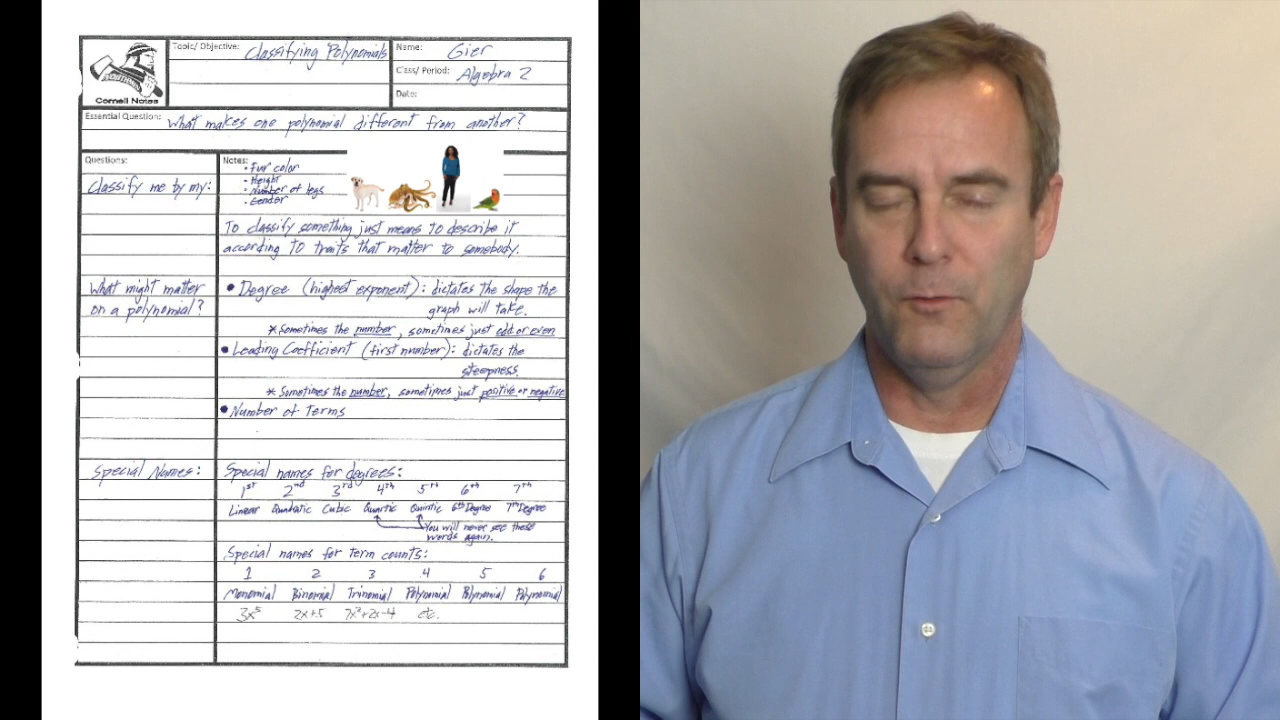 Cornell Notes
Topic/ Objective: Classifying Polynomials
Name: Gier
Class/ Period: Algebra 2
Date:
Essential Question: What makes one polynomial different from another?
Questions:
Classify me by my:
Notes:
• Fur color
• Height
• Number of legs
• Gender
To classify something just means to describe it
according to traits that matter to somebody.
What might matter
on a polynomial?
• Degree (highest exponent): dictates the shape the
graph will take.
* Sometimes the number, sometimes just odd or even
• Leading Coefficient (first number): dictates the
steepness.
* Sometimes the number, sometimes just positive or negative
• Number of Terms
Special Names:
Special names for degrees:
1st 2nd 3rd 4th 5th 6th 7th
Linear Quadratic Cubic Quartic Quintic 6th Degree 7th Degree
You will never see these
words again.
Special names for term counts:
1 2 3 4 5 6
Monomial Binomial Trinomial Polynomial Polynomial Polynomial
3x⁵ 2x+5 7x²+2x-4 etc.